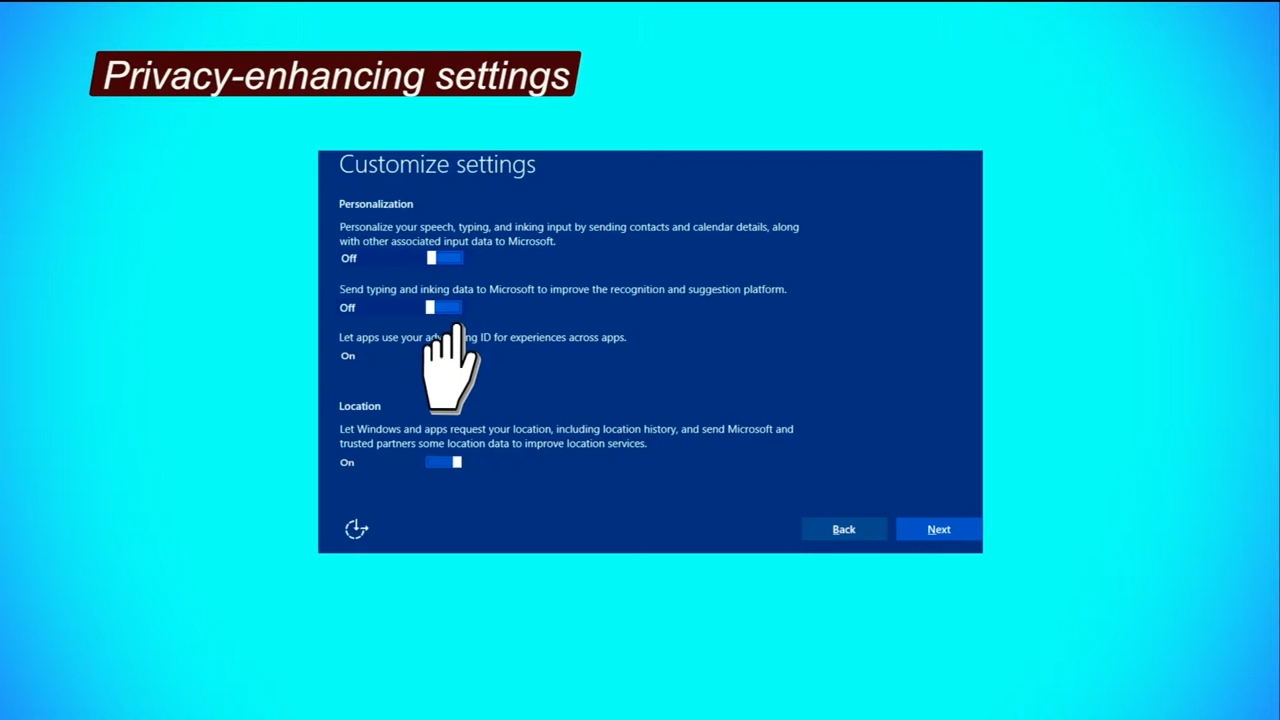 Privacy-enhancing settings
Customize settings
Personalization
Personalize your speech, typing, and inking input by sending contacts and calendar details, along
with other associated input data to Microsoft.
Off
Send typing and inking data to Microsoft to improve the recognition and suggestion platform.
Off
Let apps use your ID for experiences across apps.
On
Location
Let Windows and apps request your location, including location history, and send Microsoft and
trusted partners some location data to improve location services.
On
Back
Next